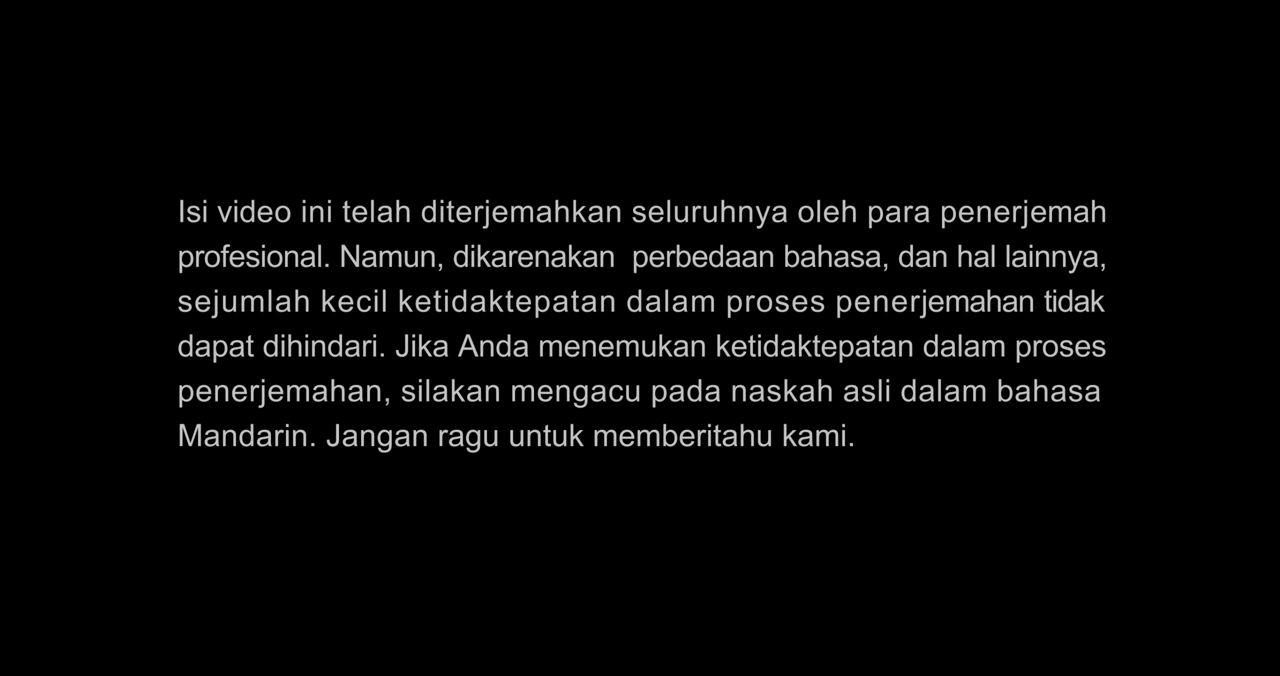 Isi video ini telah diterjemahkan seluruhnya oleh para penerjemah
profesional. Namun, dikarenakan  perbedaan bahasa, dan hal lainnya,
sejumlah kecil ketidaktepatan dalam proses penerjemahan tidak
dapat dihindari. Jika Anda menemukan ketidaktepatan dalam proses
penerjemahan, silakan mengacu pada naskah asli dalam bahasa
Mandarin. Jangan ragu untuk memberitahu kami.